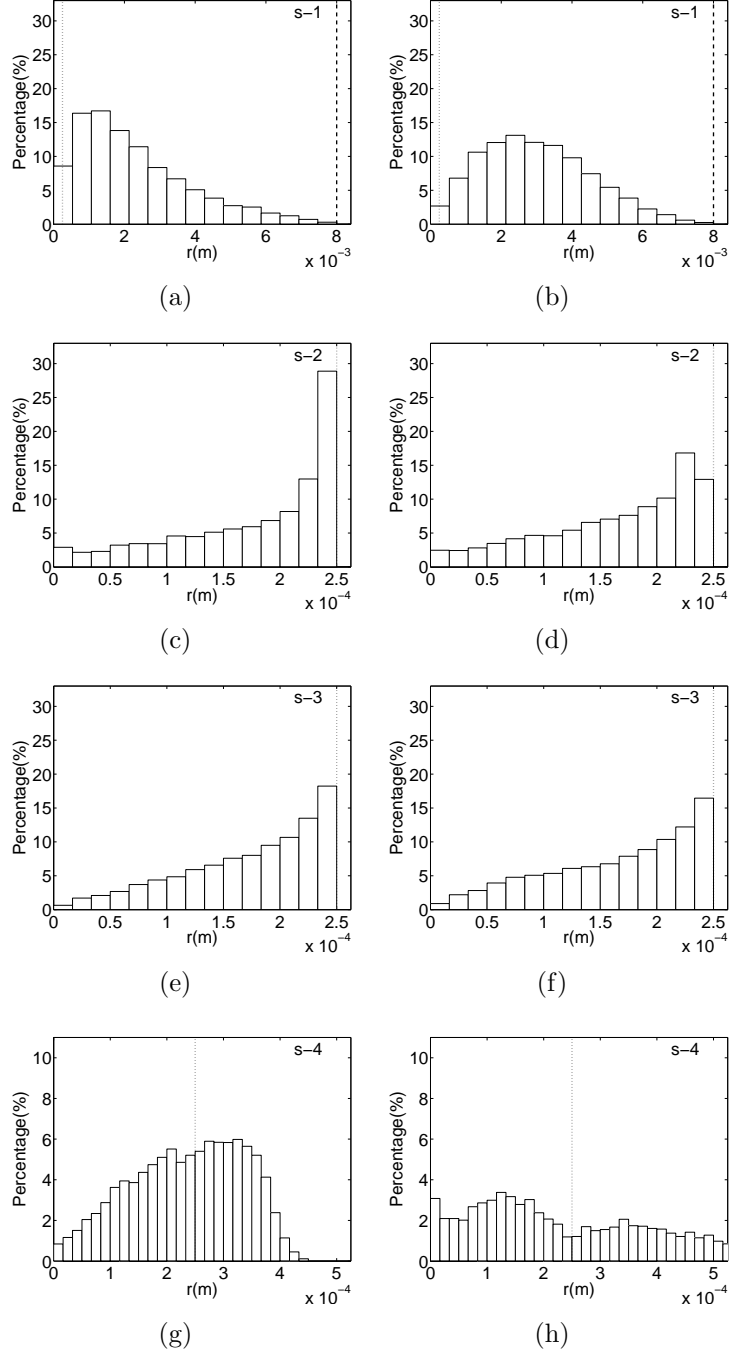 s−1
Percentage(%)
30
25
20
15
10
5
0
0 2 4 6 8
r(m)
x 10−3
(a)
s−1
Percentage(%)
30
25
20
15
10
5
0
0 2 4 6 8
r(m)
x 10−3
(b)
s−2
Percentage(%)
30
25
20
15
10
5
0
0 0.5 1 1.5 2 2.5
r(m)
x 10−4
(c)
s−2
Percentage(%)
30
25
20
15
10
5
0
0 0.5 1 1.5 2 2.5
r(m)
x 10−4
(d)
s−3
Percentage(%)
30
25
20
15
10
5
0
0 0.5 1 1.5 2 2.5
r(m)
x 10−4
(e)
s−3
Percentage(%)
30
25
20
15
10
5
0
0 0.5 1 1.5 2 2.5
r(m)
x 10−4
(f)
s−4
Percentage(%)
10
8
6
4
2
0
0 1 2 3 4 5
r(m)
x 10−4
(g)
s−4
Percentage(%)
10
8
6
4
2
0
0 1 2 3 4 5
r(m)
x 10−4
(h)